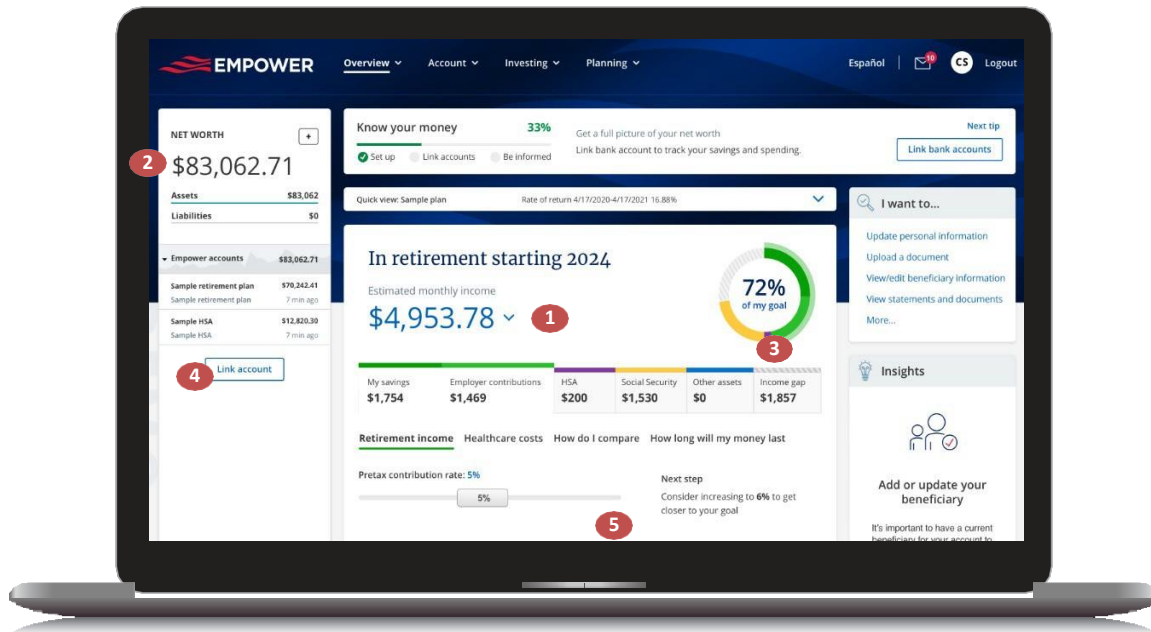 EMPOWER
Overview
Account
Investing
Planning
Español
10
CS
Logout
NET WORTH
+
2
$83,062.71
Assets $83,062
Liabilities $0
Empower accounts $83,062.71
Sample retirement plan $70,242.41
Sample retirement plan 7 min ago
Sample HSA $12,820.30
Sample HSA 7 min ago
4
Link account
Know your money 33%
Set up Link accounts Be informed
Get a full picture of your net worth
Link bank account to track your savings and spending.
Next tip
Link bank accounts
Quick view: Sample plan Rate of return 4/17/2020-4/17/2021 16.88%
In retirement starting 2024
Estimated monthly income
$4,953.78
1
72%
of my goal
3
My savings
$1,754
Employer contributions
$1,469
HSA
$200
Social Security
$1,530
Other assets
$0
Income gap
$1,857
Retirement income Healthcare costs How do I compare How long will my money last
Pretax contribution rate: 5%
5%
Next step
Consider increasing to 6% to get
closer to your goal
5
I want to...
Update personal information
Upload a document
View/edit beneficiary information
View statements and documents
More...
Insights
Add or update your
beneficiary
It's important to have a current
beneficiary for your account to